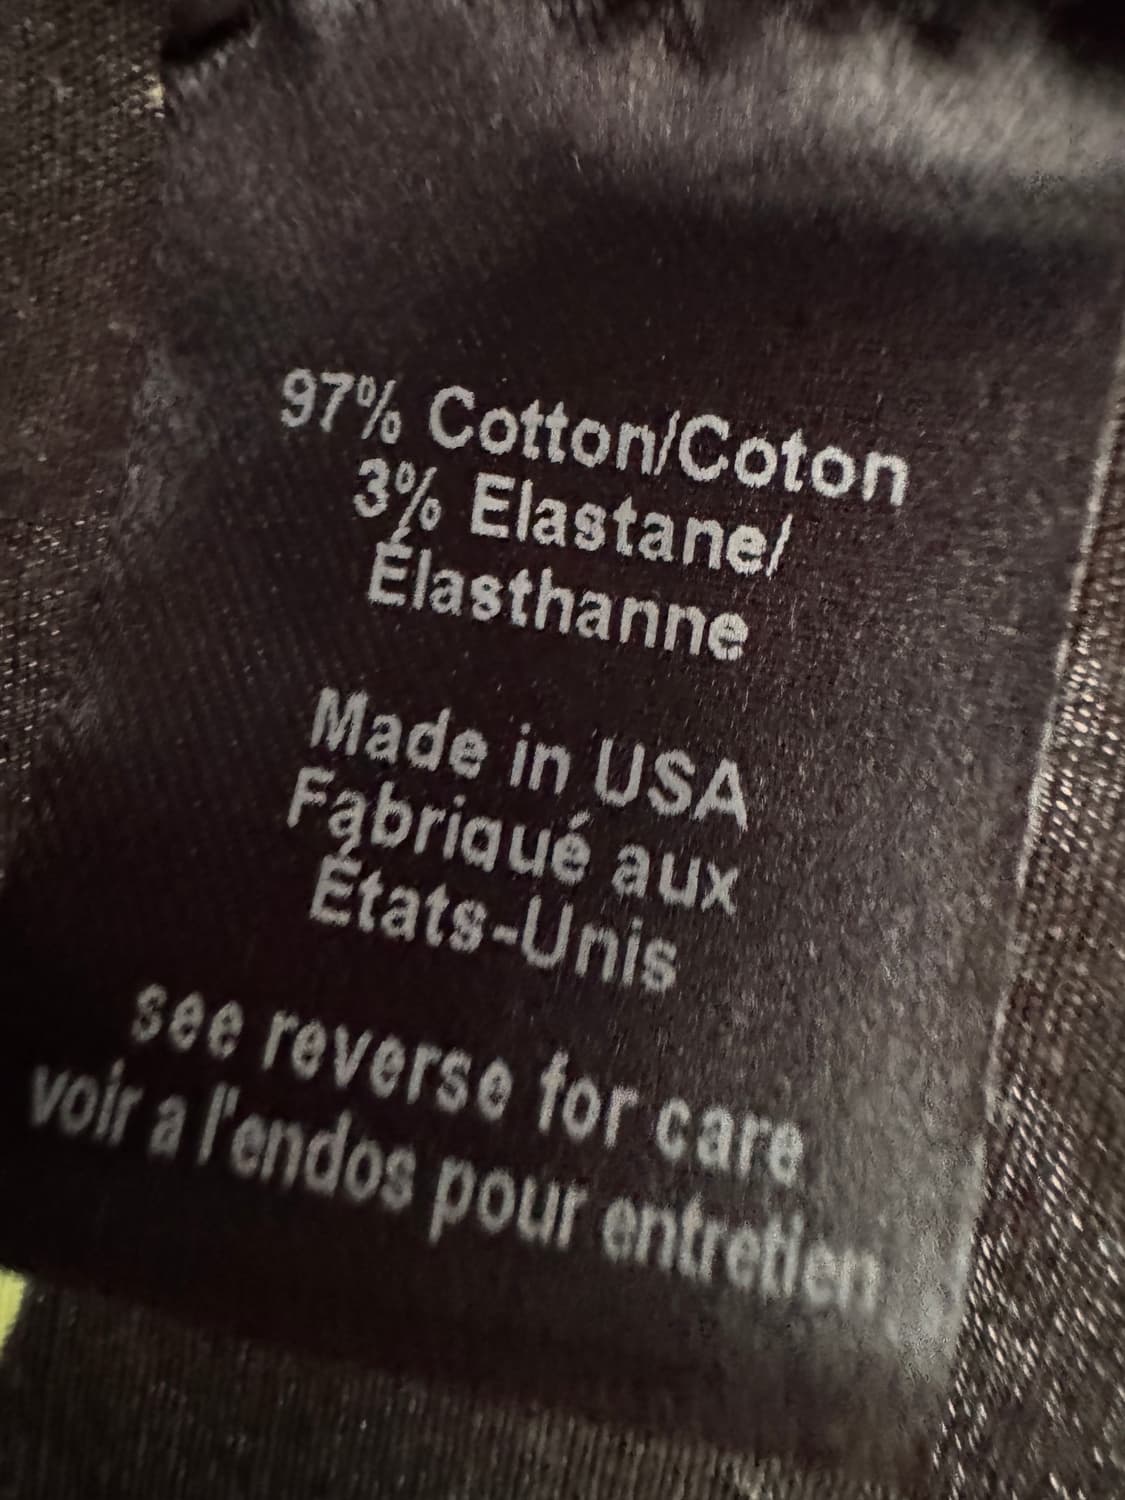 97% Cotton/Coton
3% Elastane/
Élasthanne
Made in USA
Fabriqué aux
États-Unis
see reverse for care
voir a l'endos pour entretien